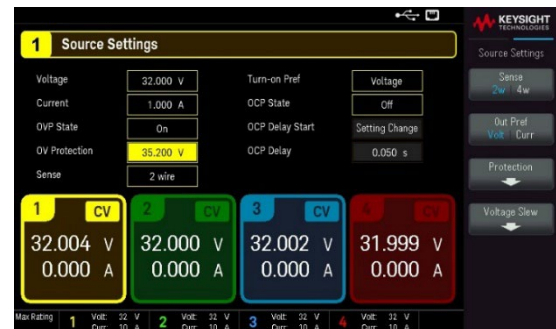 KEYSIGHT
TECHNOLOGIES
1 Source Settings
Source Settings
Voltage 32.000 V Turn-on Pref Voltage
Current 1.000 A OCP State Off
OVP State On OCP Delay Start Setting Change
OV Protection 35.200 V OCP Delay 0.050 s
Sense 2 wire
Sense
2w 4w
Out Pref
Volt Curr
Protection
Voltage Slew
1 CV 2 CV 3 CV 4 CV
32.004 V 32.000 V 32.002 V 31.999 V
0.000 A 0.000 A 0.000 A 0.000 A
Max Rating 1 Volt: 32 V 2 Volt: 32 V 3 Volt: 32 V 4 Volt: 32 V
Curr: 10 A Curr: 10 A Curr: 10 A Curr: 10 A